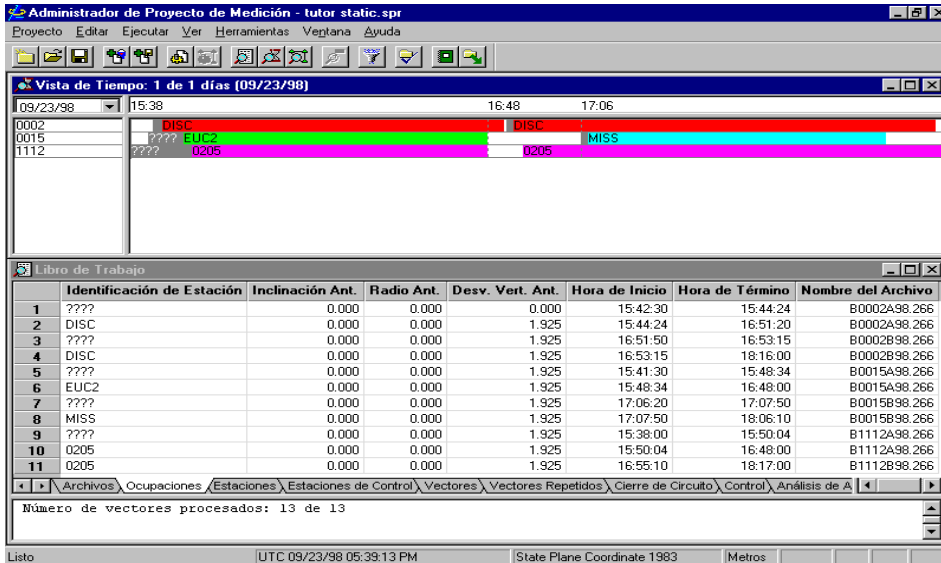 Administrador de Proyecto de Medición - tutor static.spr
Proyecto Editar Ejecutar Ver Herramientas Ventana Ayuda
Vista de Tiempo: 1 de 1 días (09/23/98)
09/23/98 15:38 16:48 17:06
0002 DISC DISC
0015 ???? EUC2 MISS
1112 ???? 0205 0205
Libro de Trabajo
Identificación de Estación Inclinación Ant. Radio Ant. Desv. Vert. Ant. Hora de Inicio Hora de Término Nombre del Archivo
1 ???? 0.000 0.000 0.000 15:42:30 15:44:24 B0002A98.266
2 DISC 0.000 0.000 1.925 15:44:24 16:51:20 B0002A98.266
3 ???? 0.000 0.000 1.925 16:51:50 16:53:15 B0002B98.266
4 DISC 0.000 0.000 1.925 16:53:15 18:16:00 B0002B98.266
5 ???? 0.000 0.000 1.925 15:41:30 15:48:34 B0015A98.266
6 EUC2 0.000 0.000 1.925 15:48:34 16:48:00 B0015A98.266
7 ???? 0.000 0.000 1.925 17:06:20 17:07:50 B0015B98.266
8 MISS 0.000 0.000 1.925 17:07:50 18:06:10 B0015B98.266
9 ???? 0.000 0.000 1.925 15:38:00 15:50:04 B1112A98.266
10 0205 0.000 0.000 1.925 15:50:04 16:48:00 B1112A98.266
11 0205 0.000 0.000 1.925 16:55:10 18:17:00 B1112B98.266
Archivos Ocupaciones Estaciones Estaciones de Control Vectores Vectores Repetidos Cierre de Circuito Control Análisis de A
Número de vectores procesados: 13 de 13
Listo UTC 09/23/98 05:39:13 PM State Plane Coordinate 1983 Metros